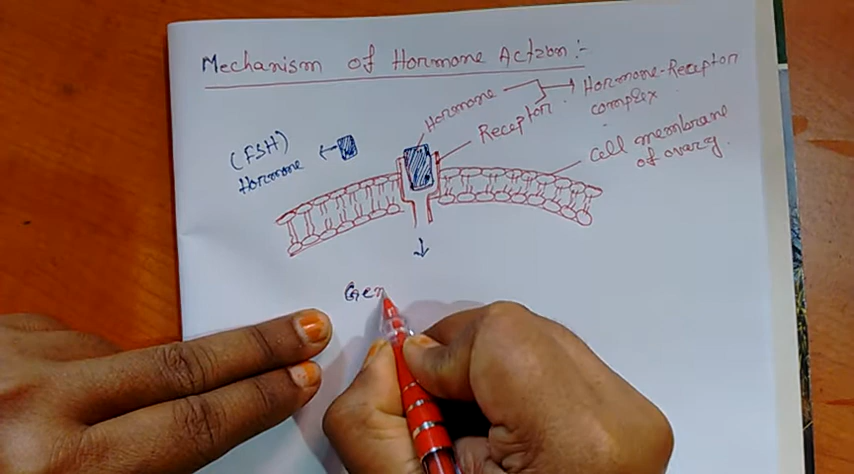 Mechanism of Hormone Action:-
Hormone
Hormone-Receptor
complex
Receptor
(FSH)
Hormone
Cell membrane
of ovary
Gen